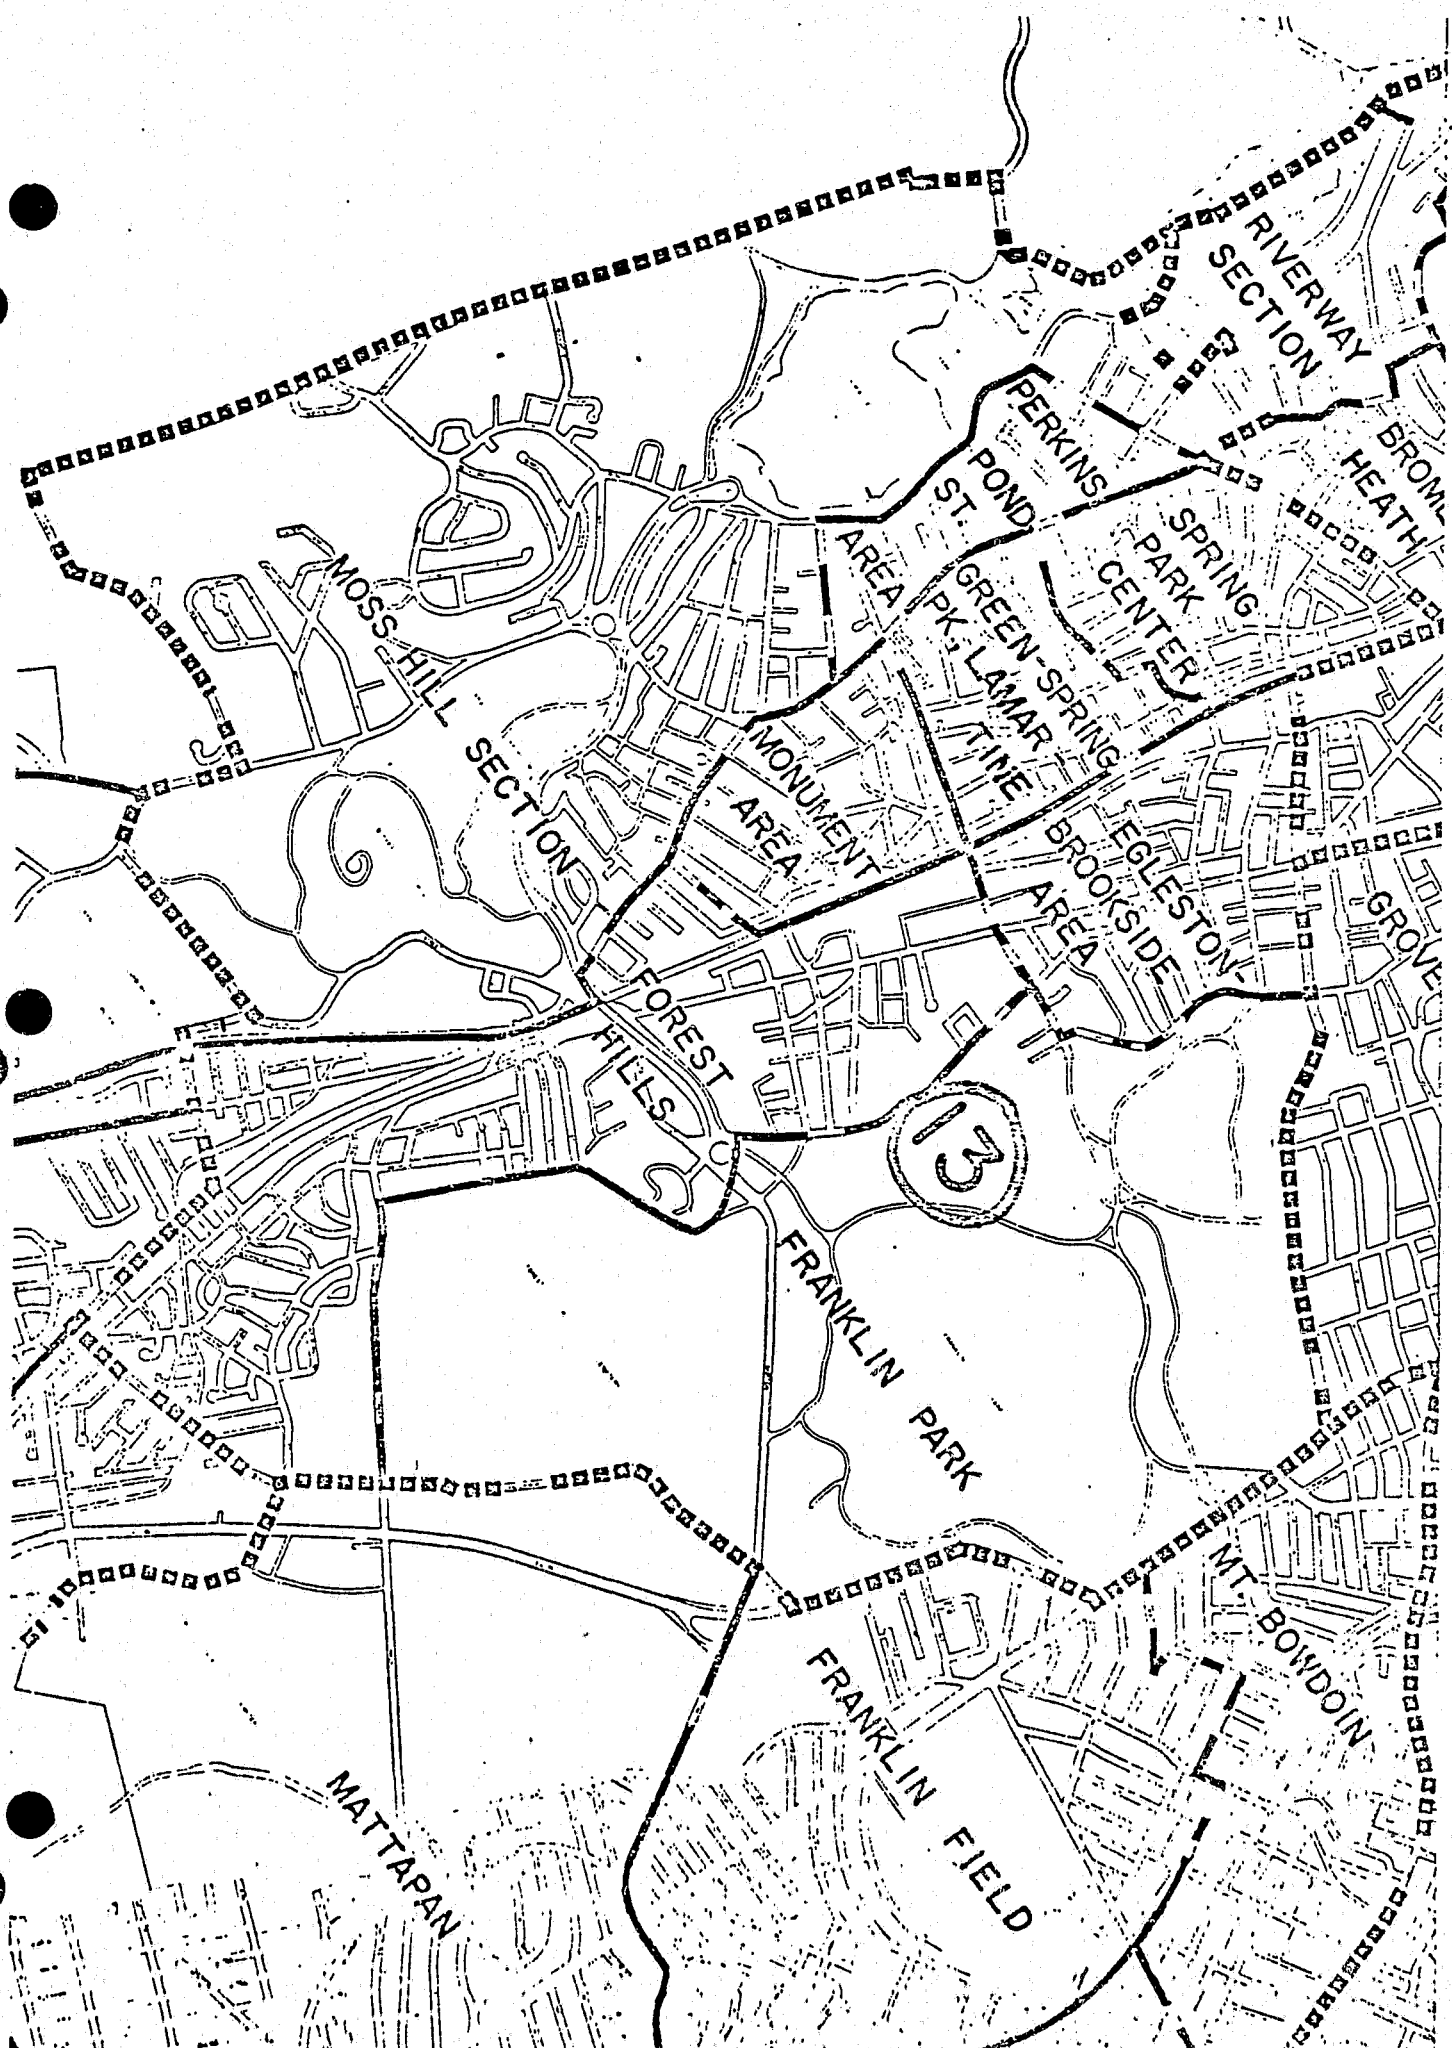 RIVERWAY
SECTION
BROM
HEATH
PERKINS
POND
ST.
AREA
SPRING
PARK
CENTER
GREEN-SPRING
PK., LAMAR
TINE
MOSS HILL SECTION
MONUMENT
AREA
EGLESTON-
BROOKSIDE
AREA
GROVE
FOREST
HILLS
13
FRANKLIN PARK
MT. BOWDOIN
FRANKLIN FIELD
MATTAPAN